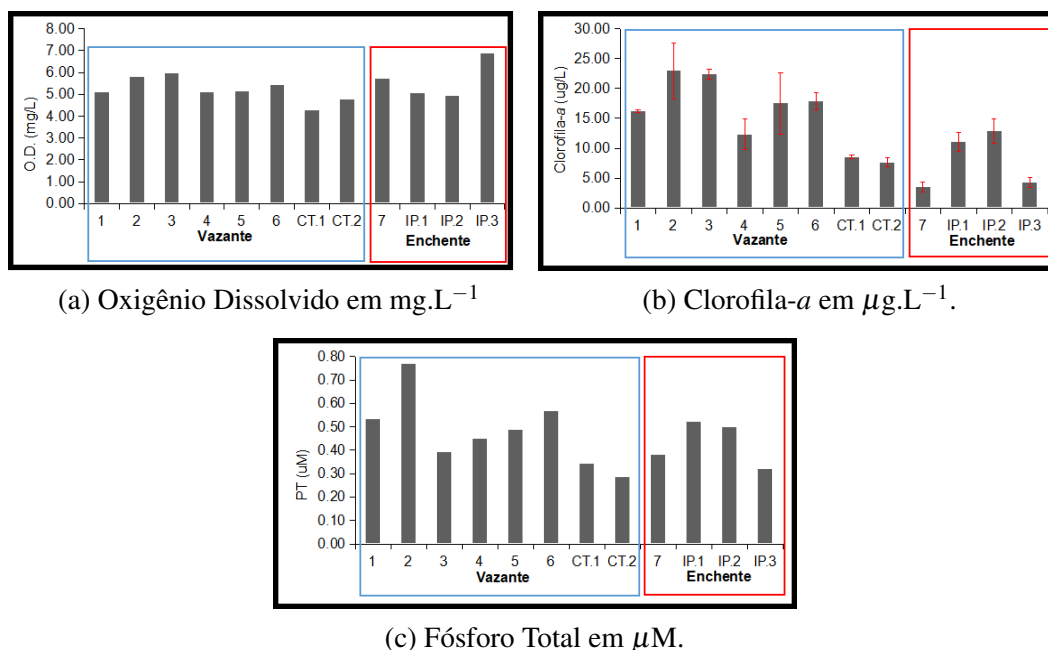 8.00
7.00
6.00
5.00
4.00
3.00
2.00
1.00
0.00
O.D. (mg/L)
1 2 3 4 5 6 CT.1 CT.2 7 IP.1 IP.2 IP.3
Vazante Enchente
(a) Oxigênio Dissolvido em mg.L⁻¹
30.00
25.00
20.00
15.00
10.00
5.00
0.00
Clorofila-a (ug/L)
1 2 3 4 5 6 CT.1 CT.2 7 IP.1 IP.2 IP.3
Vazante Enchente
(b) Clorofila-a em μg.L⁻¹.
0.80
0.70
0.60
0.50
0.40
0.30
0.20
0.10
0.00
PT (uM)
1 2 3 4 5 6 CT.1 CT.2 7 IP.1 IP.2 IP.3
Vazante Enchente
(c) Fósforo Total em μM.